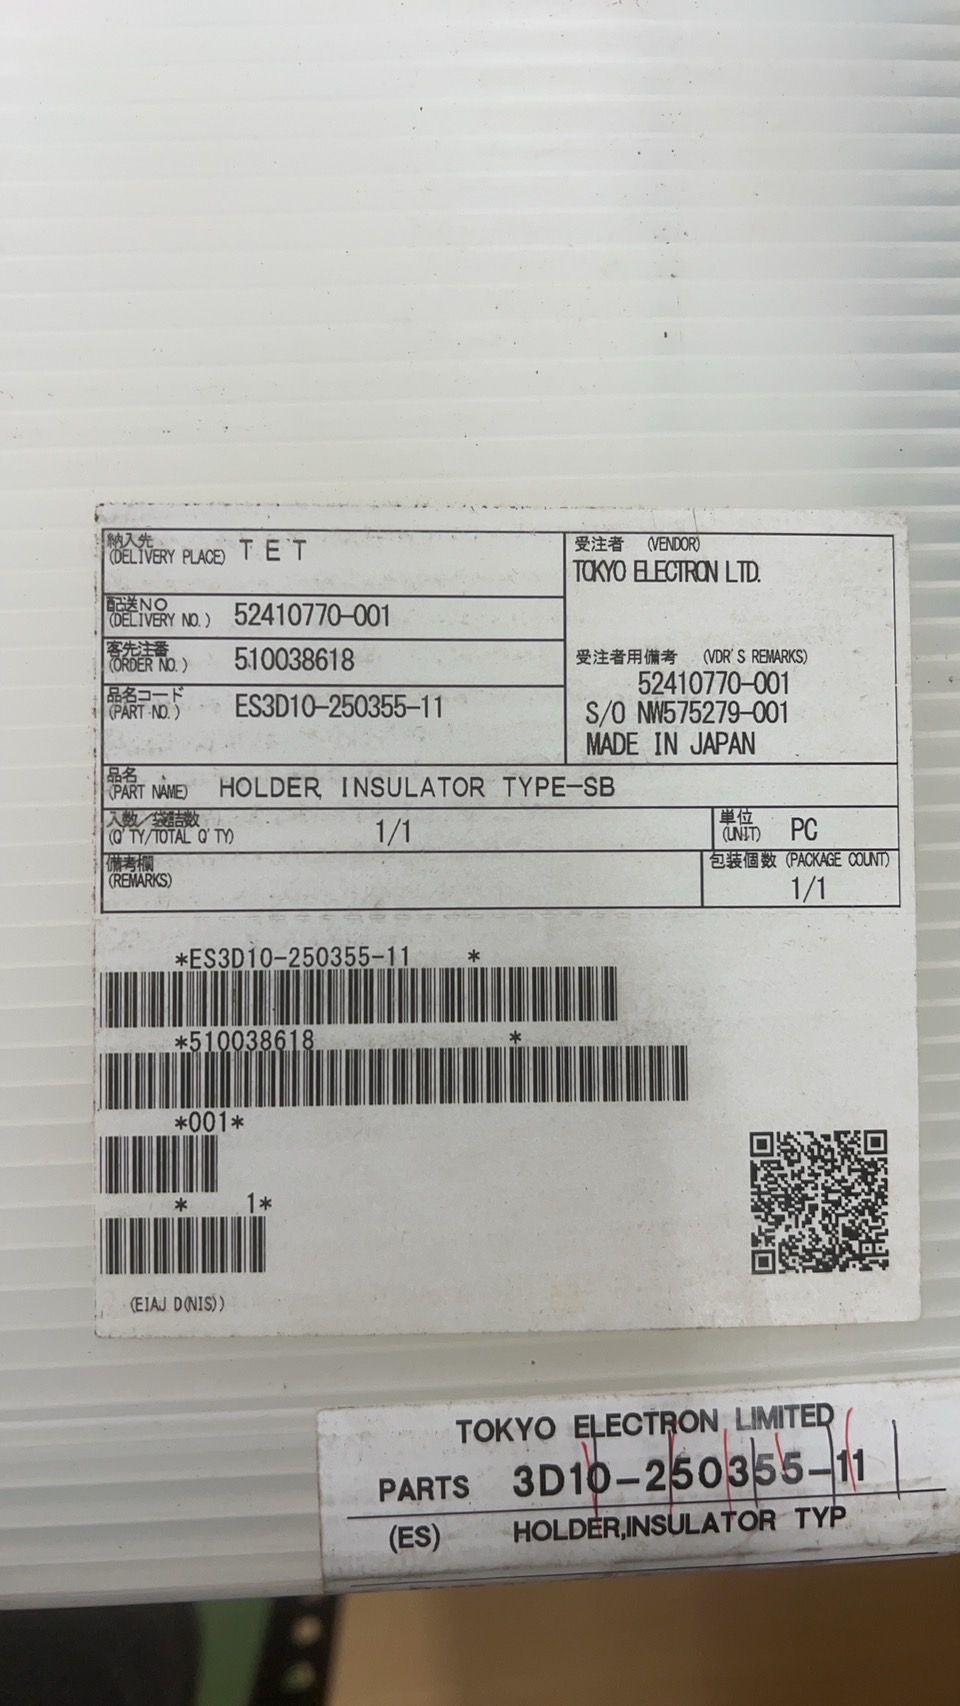 納入先
(DELIVERY PLACE) T E T
配送NO
(DELIVERY NO.) 52410770-001
客先注番
(ORDER NO.) 510038618
品名コード
(PART NO.) ES3D10-250355-11
受注者 (VENDOR)
TOKYO ELECTRON LTD.
受注者用備考 (VDR'S REMARKS)
52410770-001
S/O NW575279-001
MADE IN JAPAN
品名
(PART NAME) HOLDER, INSULATOR TYPE-SB
入数/袋詰数
(Q'TY/TOTAL Q'TY) 1/1
単位
(UNIT) PC
備考欄
(REMARKS)
包装個数 (PACKAGE COUNT)
1/1
*ES3D10-250355-11 *
*510038618 *
*001*
* 1*
(EIAJ D(NIS))
TOKYO ELECTRON LIMITED
PARTS 3D10-250355-11
(ES) HOLDER,INSULATOR TYP